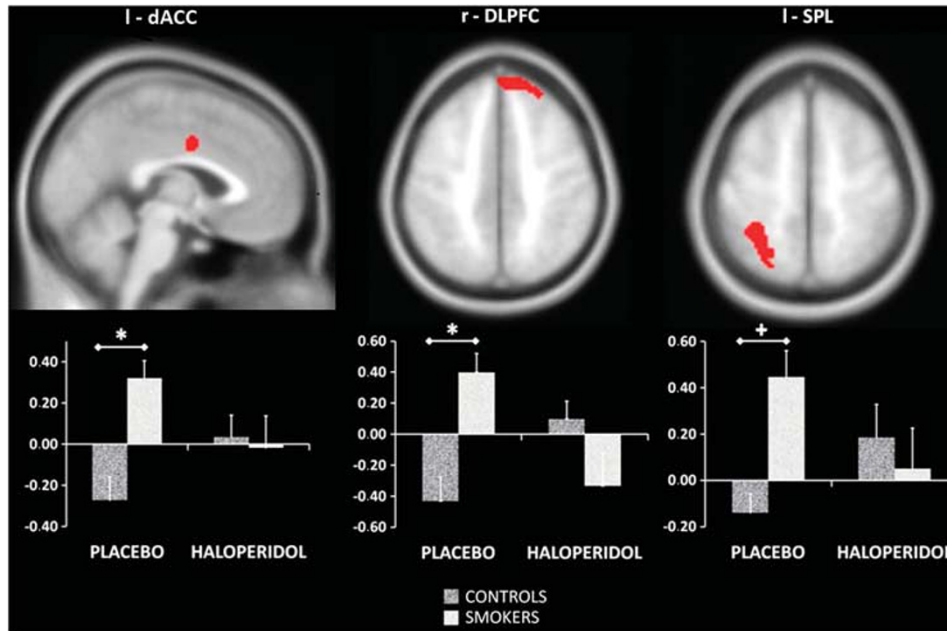 l - dACC
r - DLPFC
l - SPL
*
0.40
0.20
0.00
-0.20
-0.40
PLACEBO
HALOPERIDOL
*
0.60
0.40
0.20
0.00
-0.20
-0.40
-0.60
PLACEBO
HALOPERIDOL
+
0.60
0.40
0.20
0.00
-0.20
PLACEBO
HALOPERIDOL
CONTROLS
SMOKERS